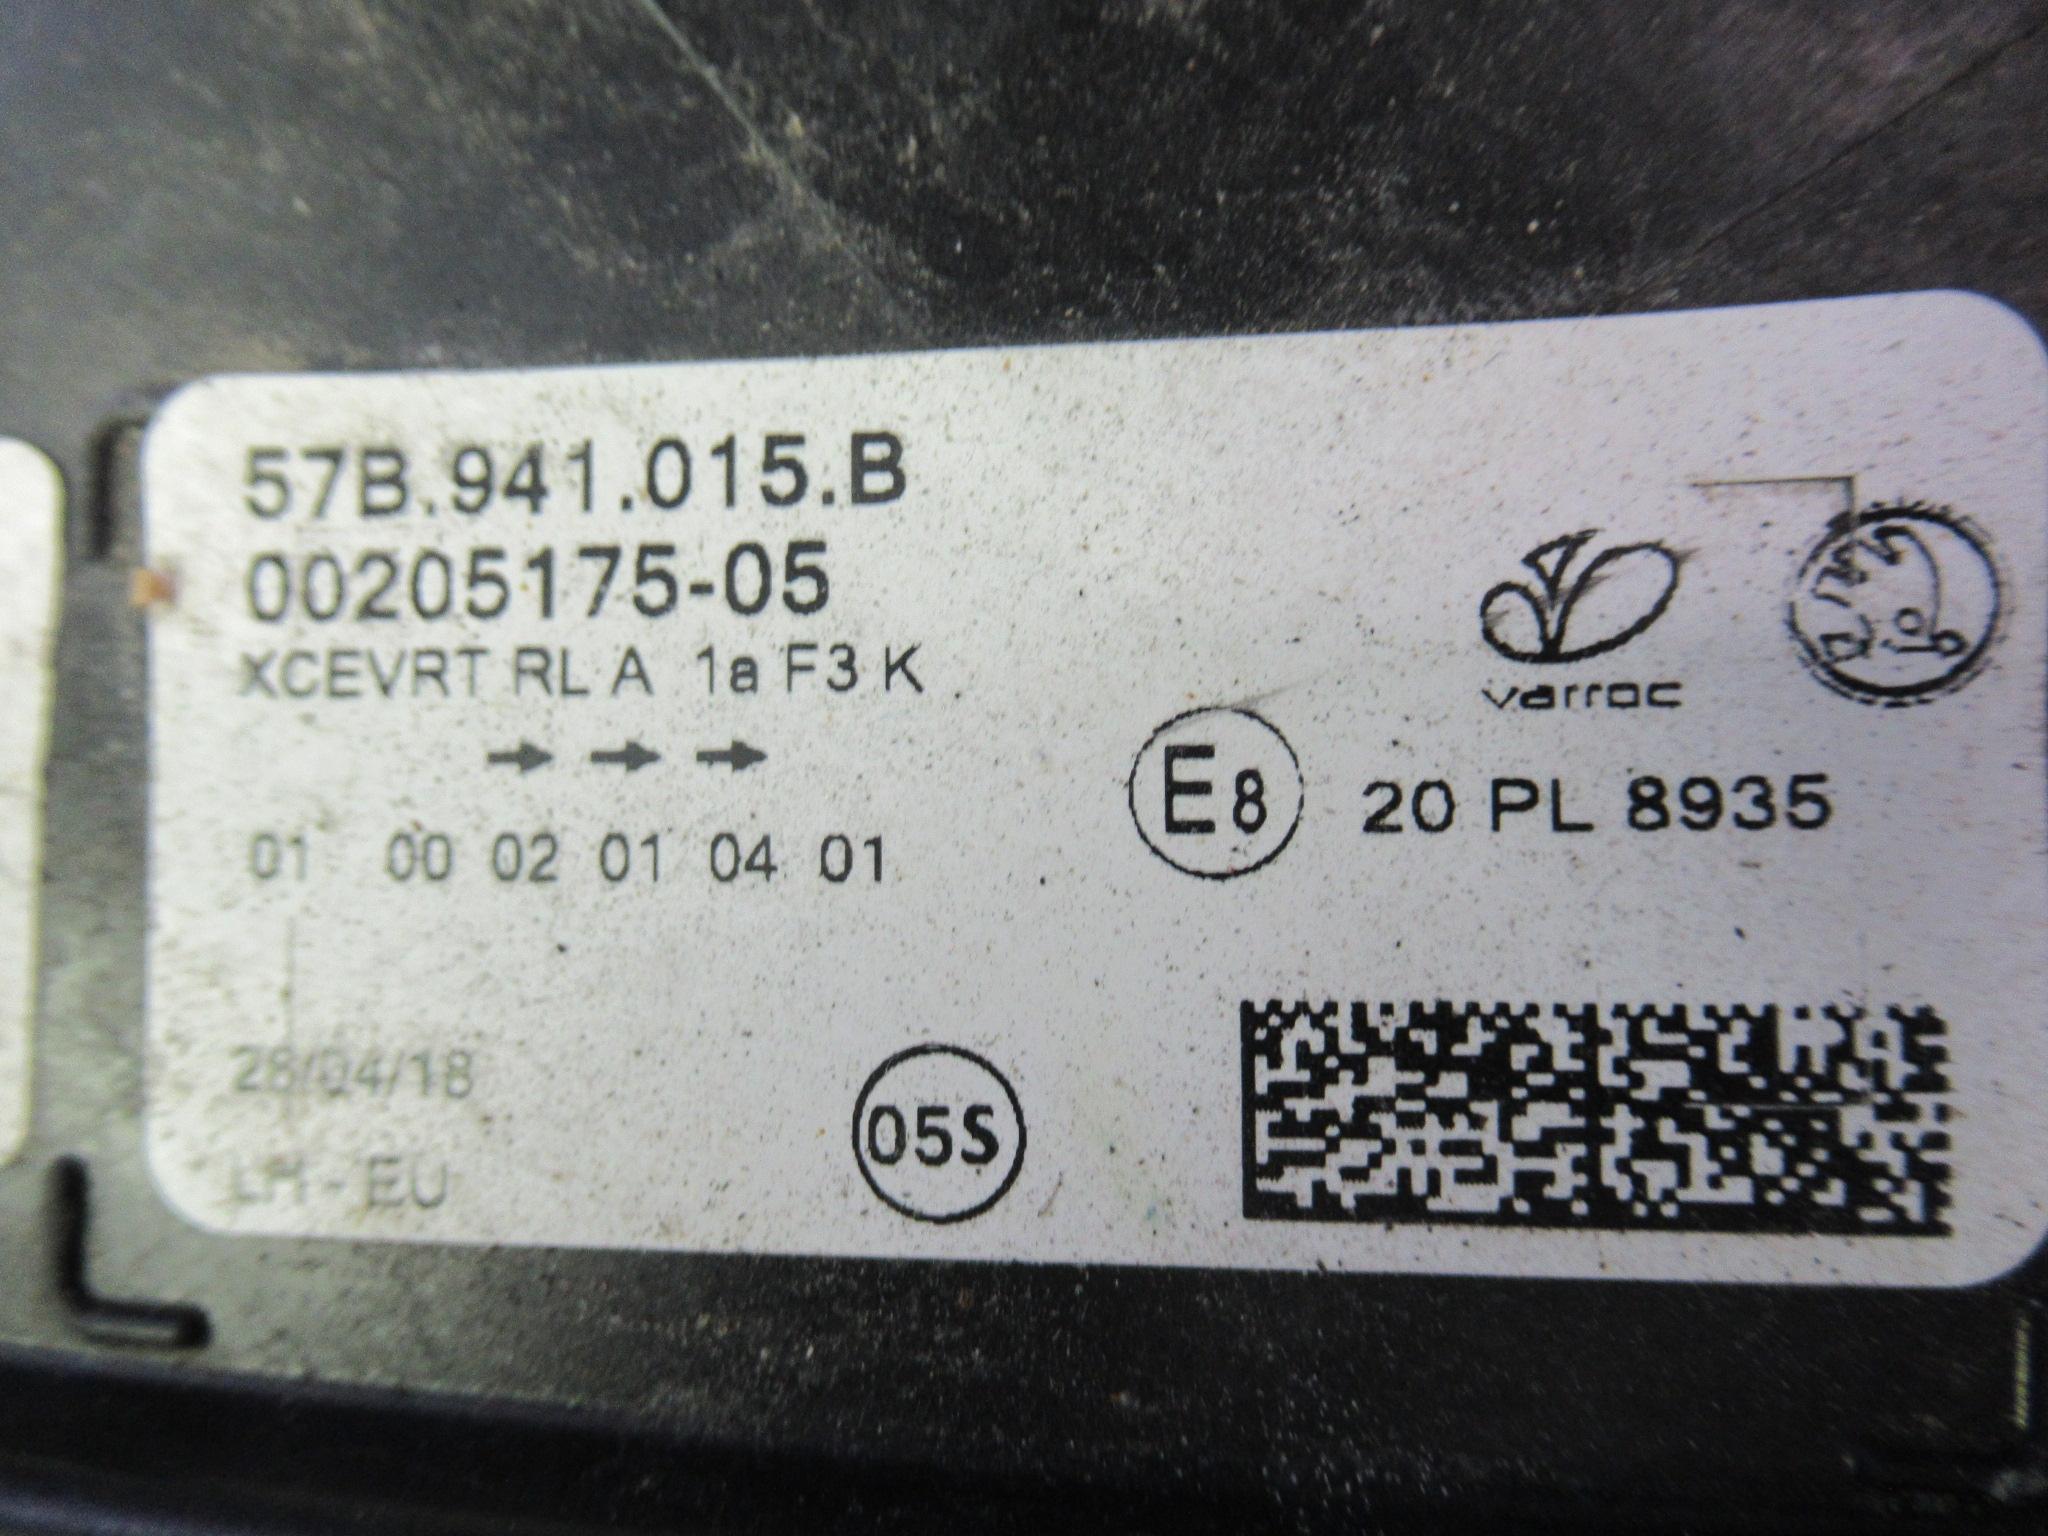 57B.941.015.B
00205175-05
XCEVRT RL A 1a F3 K
varroc
E8 20 PL 8935
01 00 02 01 04 01
28/04/18
LH - EU
05S